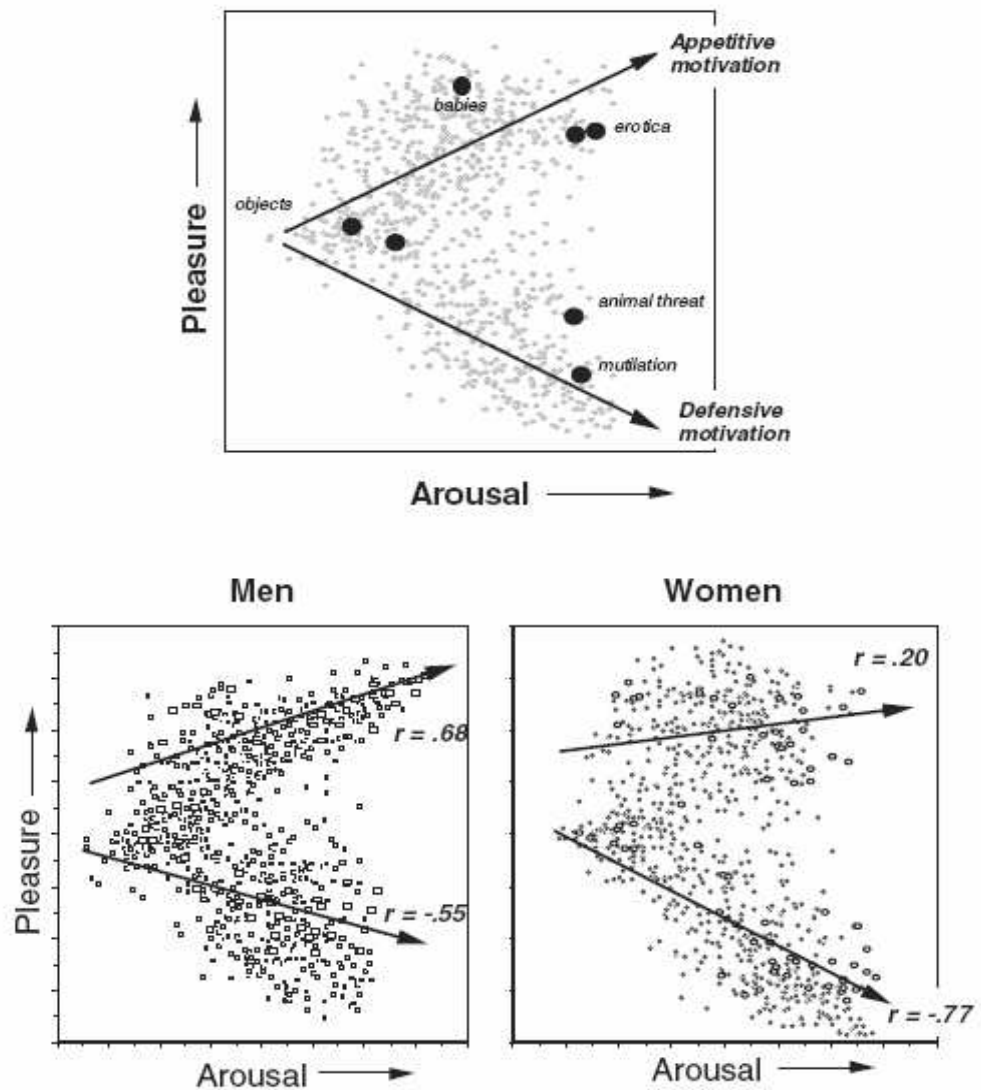 Appetitive
motivation
babies
erotica
objects
Pleasure
animal threat
mutilation
Defensive
motivation
Arousal
Men
Women
r = .20
r = .68
r = -.55
r = -.77
Pleasure
Arousal
Arousal